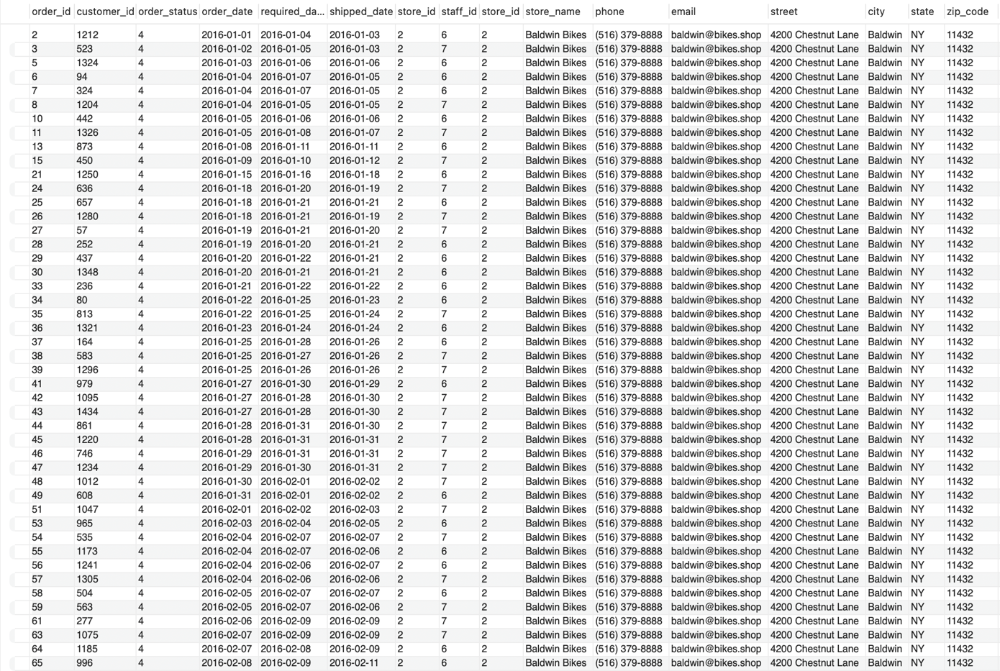 order_id customer_id order_status order_date required_da... shipped_date store_id staff_id store_id store_name phone email street city state zip_code
2 1212 4 2016-01-01 2016-01-04 2016-01-03 2 6 2 Baldwin Bikes (516) 379-8888 baldwin@bikes.shop 4200 Chestnut Lane Baldwin NY 11432
3 523 4 2016-01-02 2016-01-05 2016-01-03 2 7 2 Baldwin Bikes (516) 379-8888 baldwin@bikes.shop 4200 Chestnut Lane Baldwin NY 11432
5 1324 4 2016-01-03 2016-01-06 2016-01-06 2 6 2 Baldwin Bikes (516) 379-8888 baldwin@bikes.shop 4200 Chestnut Lane Baldwin NY 11432
6 94 4 2016-01-04 2016-01-07 2016-01-05 2 6 2 Baldwin Bikes (516) 379-8888 baldwin@bikes.shop 4200 Chestnut Lane Baldwin NY 11432
7 324 4 2016-01-04 2016-01-07 2016-01-05 2 6 2 Baldwin Bikes (516) 379-8888 baldwin@bikes.shop 4200 Chestnut Lane Baldwin NY 11432
8 1204 4 2016-01-04 2016-01-05 2016-01-05 2 7 2 Baldwin Bikes (516) 379-8888 baldwin@bikes.shop 4200 Chestnut Lane Baldwin NY 11432
10 442 4 2016-01-05 2016-01-06 2016-01-06 2 6 2 Baldwin Bikes (516) 379-8888 baldwin@bikes.shop 4200 Chestnut Lane Baldwin NY 11432
11 1326 4 2016-01-05 2016-01-08 2016-01-07 2 7 2 Baldwin Bikes (516) 379-8888 baldwin@bikes.shop 4200 Chestnut Lane Baldwin NY 11432
13 873 4 2016-01-08 2016-01-11 2016-01-11 2 6 2 Baldwin Bikes (516) 379-8888 baldwin@bikes.shop 4200 Chestnut Lane Baldwin NY 11432
15 450 4 2016-01-09 2016-01-10 2016-01-12 2 7 2 Baldwin Bikes (516) 379-8888 baldwin@bikes.shop 4200 Chestnut Lane Baldwin NY 11432
21 1250 4 2016-01-15 2016-01-16 2016-01-18 2 6 2 Baldwin Bikes (516) 379-8888 baldwin@bikes.shop 4200 Chestnut Lane Baldwin NY 11432
24 636 4 2016-01-18 2016-01-20 2016-01-19 2 7 2 Baldwin Bikes (516) 379-8888 baldwin@bikes.shop 4200 Chestnut Lane Baldwin NY 11432
25 657 4 2016-01-18 2016-01-21 2016-01-21 2 6 2 Baldwin Bikes (516) 379-8888 baldwin@bikes.shop 4200 Chestnut Lane Baldwin NY 11432
26 1280 4 2016-01-18 2016-01-21 2016-01-19 2 7 2 Baldwin Bikes (516) 379-8888 baldwin@bikes.shop 4200 Chestnut Lane Baldwin NY 11432
27 57 4 2016-01-19 2016-01-21 2016-01-20 2 7 2 Baldwin Bikes (516) 379-8888 baldwin@bikes.shop 4200 Chestnut Lane Baldwin NY 11432
28 252 4 2016-01-19 2016-01-20 2016-01-21 2 6 2 Baldwin Bikes (516) 379-8888 baldwin@bikes.shop 4200 Chestnut Lane Baldwin NY 11432
29 437 4 2016-01-20 2016-01-22 2016-01-21 2 6 2 Baldwin Bikes (516) 379-8888 baldwin@bikes.shop 4200 Chestnut Lane Baldwin NY 11432
30 1348 4 2016-01-20 2016-01-21 2016-01-21 2 6 2 Baldwin Bikes (516) 379-8888 baldwin@bikes.shop 4200 Chestnut Lane Baldwin NY 11432
33 236 4 2016-01-21 2016-01-22 2016-01-22 2 6 2 Baldwin Bikes (516) 379-8888 baldwin@bikes.shop 4200 Chestnut Lane Baldwin NY 11432
34 80 4 2016-01-22 2016-01-25 2016-01-23 2 6 2 Baldwin Bikes (516) 379-8888 baldwin@bikes.shop 4200 Chestnut Lane Baldwin NY 11432
35 813 4 2016-01-22 2016-01-25 2016-01-24 2 7 2 Baldwin Bikes (516) 379-8888 baldwin@bikes.shop 4200 Chestnut Lane Baldwin NY 11432
36 1321 4 2016-01-23 2016-01-24 2016-01-24 2 6 2 Baldwin Bikes (516) 379-8888 baldwin@bikes.shop 4200 Chestnut Lane Baldwin NY 11432
37 164 4 2016-01-25 2016-01-28 2016-01-26 2 6 2 Baldwin Bikes (516) 379-8888 baldwin@bikes.shop 4200 Chestnut Lane Baldwin NY 11432
38 583 4 2016-01-25 2016-01-27 2016-01-26 2 7 2 Baldwin Bikes (516) 379-8888 baldwin@bikes.shop 4200 Chestnut Lane Baldwin NY 11432
39 1296 4 2016-01-25 2016-01-26 2016-01-26 2 7 2 Baldwin Bikes (516) 379-8888 baldwin@bikes.shop 4200 Chestnut Lane Baldwin NY 11432
41 979 4 2016-01-27 2016-01-30 2016-01-29 2 6 2 Baldwin Bikes (516) 379-8888 baldwin@bikes.shop 4200 Chestnut Lane Baldwin NY 11432
42 1095 4 2016-01-27 2016-01-28 2016-01-30 2 7 2 Baldwin Bikes (516) 379-8888 baldwin@bikes.shop 4200 Chestnut Lane Baldwin NY 11432
43 1434 4 2016-01-27 2016-01-28 2016-01-30 2 7 2 Baldwin Bikes (516) 379-8888 baldwin@bikes.shop 4200 Chestnut Lane Baldwin NY 11432
44 861 4 2016-01-28 2016-01-31 2016-01-30 2 7 2 Baldwin Bikes (516) 379-8888 baldwin@bikes.shop 4200 Chestnut Lane Baldwin NY 11432
45 1220 4 2016-01-28 2016-01-31 2016-01-31 2 7 2 Baldwin Bikes (516) 379-8888 baldwin@bikes.shop 4200 Chestnut Lane Baldwin NY 11432
46 746 4 2016-01-29 2016-01-31 2016-01-31 2 7 2 Baldwin Bikes (516) 379-8888 baldwin@bikes.shop 4200 Chestnut Lane Baldwin NY 11432
47 1234 4 2016-01-29 2016-01-30 2016-01-31 2 7 2 Baldwin Bikes (516) 379-8888 baldwin@bikes.shop 4200 Chestnut Lane Baldwin NY 11432
48 1012 4 2016-01-30 2016-02-01 2016-02-02 2 7 2 Baldwin Bikes (516) 379-8888 baldwin@bikes.shop 4200 Chestnut Lane Baldwin NY 11432
49 608 4 2016-01-31 2016-02-01 2016-02-02 2 6 2 Baldwin Bikes (516) 379-8888 baldwin@bikes.shop 4200 Chestnut Lane Baldwin NY 11432
51 1047 4 2016-02-01 2016-02-02 2016-02-03 2 7 2 Baldwin Bikes (516) 379-8888 baldwin@bikes.shop 4200 Chestnut Lane Baldwin NY 11432
53 965 4 2016-02-03 2016-02-04 2016-02-05 2 6 2 Baldwin Bikes (516) 379-8888 baldwin@bikes.shop 4200 Chestnut Lane Baldwin NY 11432
54 535 4 2016-02-04 2016-02-07 2016-02-07 2 7 2 Baldwin Bikes (516) 379-8888 baldwin@bikes.shop 4200 Chestnut Lane Baldwin NY 11432
55 1173 4 2016-02-04 2016-02-07 2016-02-06 2 6 2 Baldwin Bikes (516) 379-8888 baldwin@bikes.shop 4200 Chestnut Lane Baldwin NY 11432
56 1241 4 2016-02-04 2016-02-06 2016-02-07 2 6 2 Baldwin Bikes (516) 379-8888 baldwin@bikes.shop 4200 Chestnut Lane Baldwin NY 11432
57 1305 4 2016-02-04 2016-02-06 2016-02-06 2 7 2 Baldwin Bikes (516) 379-8888 baldwin@bikes.shop 4200 Chestnut Lane Baldwin NY 11432
58 504 4 2016-02-05 2016-02-07 2016-02-07 2 6 2 Baldwin Bikes (516) 379-8888 baldwin@bikes.shop 4200 Chestnut Lane Baldwin NY 11432
59 563 4 2016-02-05 2016-02-07 2016-02-06 2 7 2 Baldwin Bikes (516) 379-8888 baldwin@bikes.shop 4200 Chestnut Lane Baldwin NY 11432
61 277 4 2016-02-06 2016-02-09 2016-02-09 2 7 2 Baldwin Bikes (516) 379-8888 baldwin@bikes.shop 4200 Chestnut Lane Baldwin NY 11432
63 1075 4 2016-02-07 2016-02-09 2016-02-09 2 7 2 Baldwin Bikes (516) 379-8888 baldwin@bikes.shop 4200 Chestnut Lane Baldwin NY 11432
64 1185 4 2016-02-07 2016-02-08 2016-02-09 2 6 2 Baldwin Bikes (516) 379-8888 baldwin@bikes.shop 4200 Chestnut Lane Baldwin NY 11432
65 996 4 2016-02-08 2016-02-09 2016-02-11 2 6 2 Baldwin Bikes (516) 379-8888 baldwin@bikes.shop 4200 Chestnut Lane Baldwin NY 11432